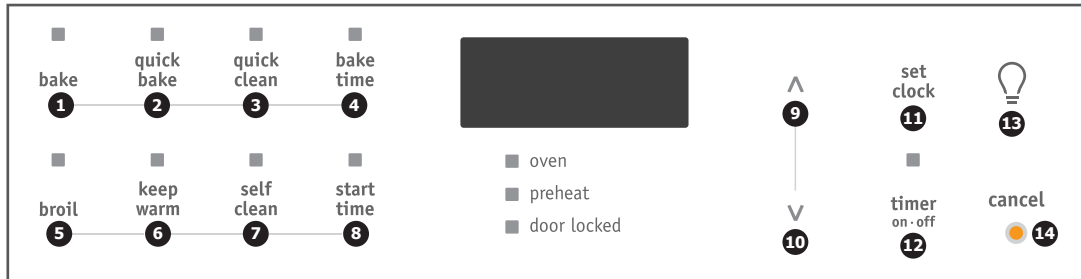 bake
quick
bake
quick
clean
bake
time
1
2
3
4
broil
keep
warm
self
clean
start
time
5
6
7
8
oven
preheat
door locked
∧
9
∨
10
set
clock
11
timer
on·off
12
13
cancel
14